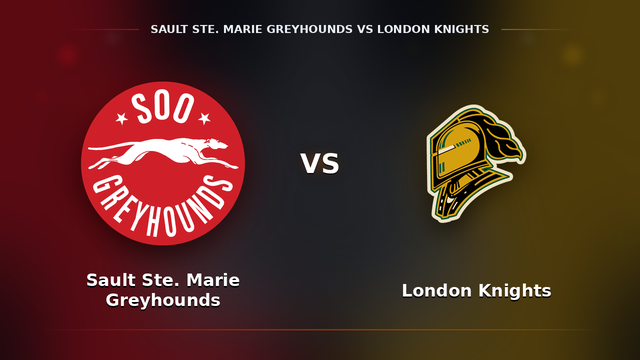 SAULT STE. MARIE GREYHOUNDS VS LONDON KNIGHTS
SOO
GREYHOUNDS
VS
Sault Ste. Marie
Greyhounds
London Knights